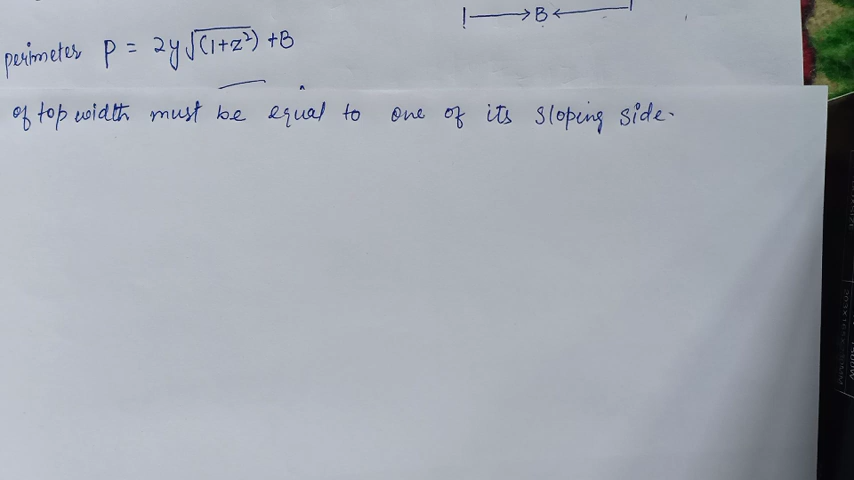 B
perimeter P = 2y√(1+z²) + B
of top width must be equal to one of its sloping side.